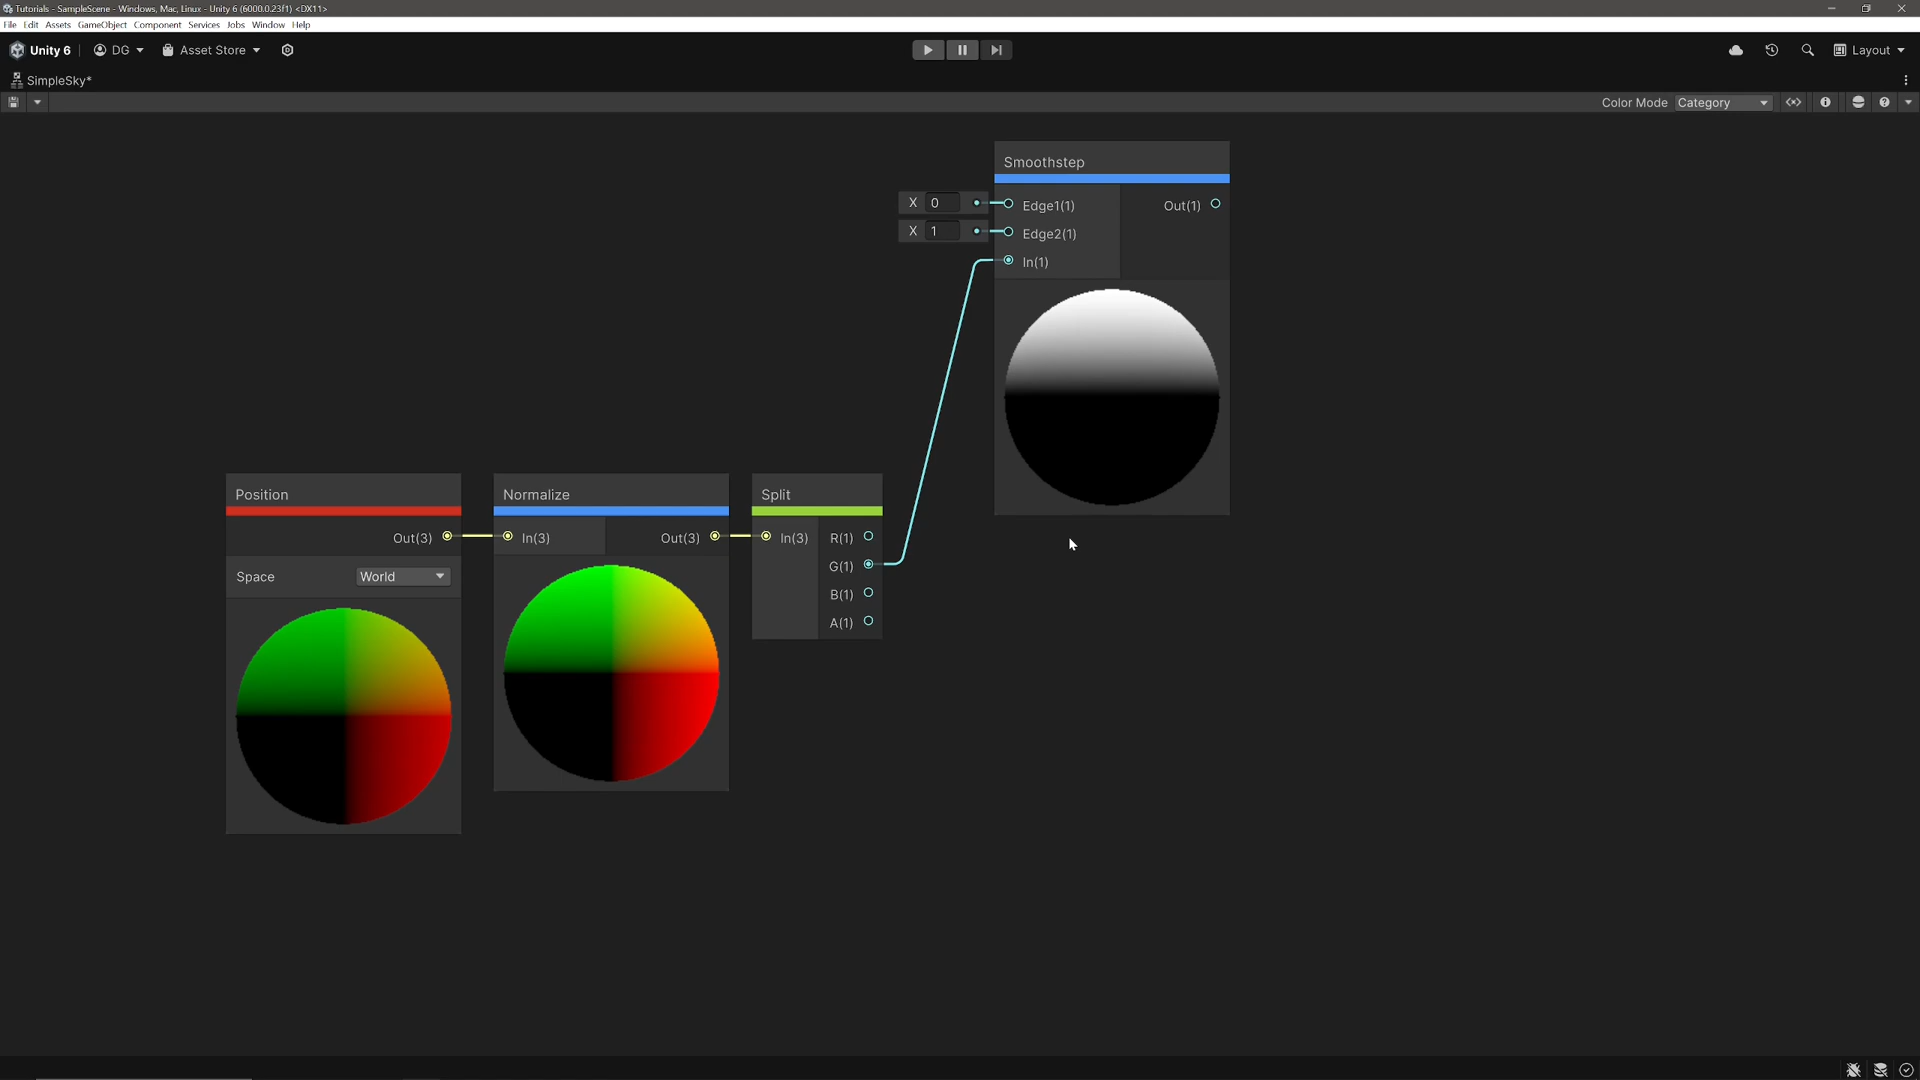 Tutorials - SampleScene - Windows, Mac, Linux - Unity 6 (6000.0.23f1) <DX11>
File Edit Assets GameObject Component Services Jobs Window Help
Unity 6 DG Asset Store Layout
SimpleSky*
Color Mode Category
Smoothstep
X 0 Edge1(1) Out(1)
X 1 Edge2(1)
In(1)
Position Normalize Split
Out(3) In(3) Out(3) In(3) R(1)
G(1)
Space World
B(1)
A(1)